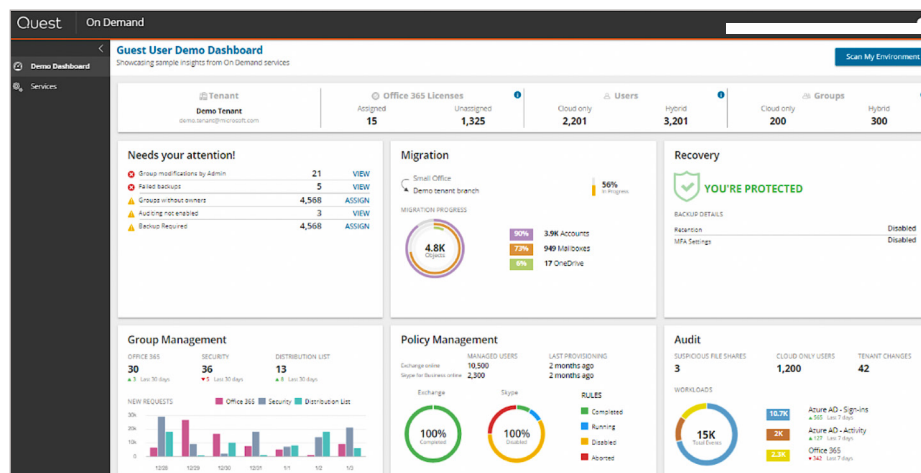 Quest On Demand
Demo Dashboard
Services
Guest User Demo Dashboard
Showcasing sample insights from On Demand services
Scan My Environment
Tenant
Demo Tenant
demo.tenant@microsoft.com
Office 365 Licenses
Assigned Unassigned
15 1,325
Users
Cloud only Hybrid
2,201 3,201
Groups
Cloud only Hybrid
200 300
Needs your attention!
Group modifications by Admin 21 VIEW
Failed backups 5 VIEW
Groups without owners 4,568 ASSIGN
Auditing not enabled 3 VIEW
Backup Required 4,568 ASSIGN
Migration
Small Office
Demo tenant branch
56%
In Progress
MIGRATION PROGRESS
4.8K
Objects
90% 3.9K Accounts
73% 949 Mailboxes
6% 17 OneDrive
Recovery
YOU'RE PROTECTED
BACKUP DETAILS
Retention Disabled
MFA Settings Disabled
Group Management
OFFICE 365 SECURITY DISTRIBUTION LIST
30 36 13
3 Last 30 days 5 Last 30 days 8 Last 30 days
NEW REQUESTS Office 365 Security Distribution List
30k
20k
10k
0
12/28 12/29 12/30 12/31 1/1 1/2 1/3
Policy Management
MANAGED USERS LAST PROVISIONING
Exchange online 10,500 2 months ago
Skype for Business online 2,300 2 months ago
Exchange Skype RULES
100%
Completed
100%
Disabled
Completed
Running
Disabled
Aborted
Audit
SUSPICIOUS FILE SHARES CLOUD ONLY USERS TENANT CHANGES
3 1,200 42
WORKLOADS
15K
Total Events
10.7K Azure AD - Sign-ins
565 Last 7 days
2K Azure AD - Activity
127 Last 7 days
2.3K Office 365
342 Last 7 days